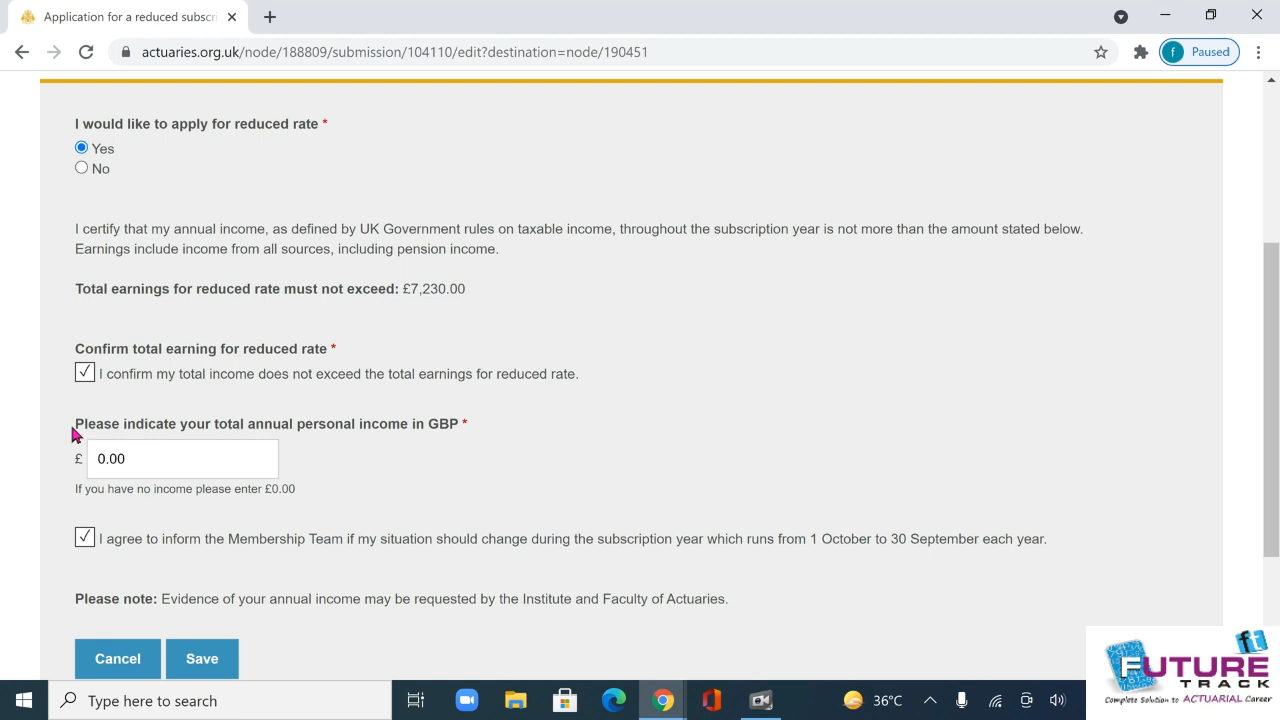 Application for a reduced subscri
actuaries.org.uk/node/188809/submission/104110/edit?destination=node/190451
f Paused
I would like to apply for reduced rate *
Yes
No
I certify that my annual income, as defined by UK Government rules on taxable income, throughout the subscription year is not more than the amount stated below.
Earnings include income from all sources, including pension income.
Total earnings for reduced rate must not exceed: £7,230.00
Confirm total earning for reduced rate *
I confirm my total income does not exceed the total earnings for reduced rate.
Please indicate your total annual personal income in GBP *
£ 0.00
If you have no income please enter £0.00
I agree to inform the Membership Team if my situation should change during the subscription year which runs from 1 October to 30 September each year.
Please note: Evidence of your annual income may be requested by the Institute and Faculty of Actuaries.
Cancel Save
ft
FUTURE
TRACK
Complete Solution to ACTUARIAL Career
Type here to search
36°C